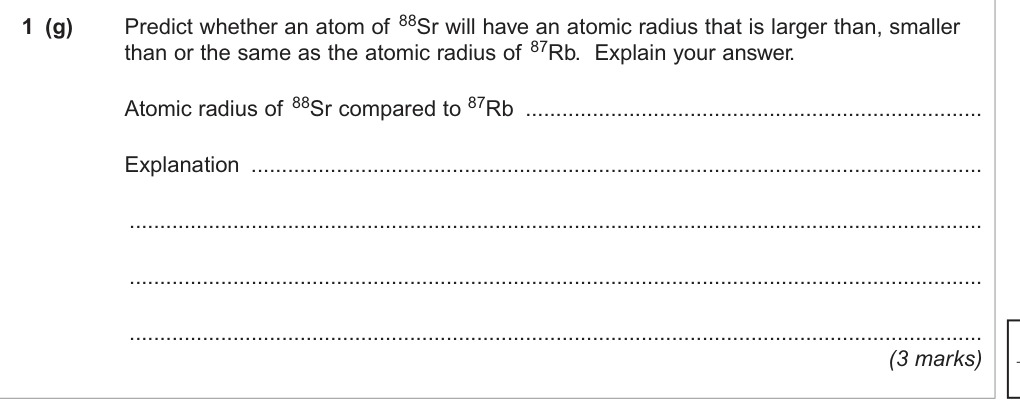 1 (g) Predict whether an atom of ⁸⁸Sr will have an atomic radius that is larger than, smaller
than or the same as the atomic radius of ⁸⁷Rb. Explain your answer.
Atomic radius of ⁸⁸Sr compared to ⁸⁷Rb ................................................................................
Explanation ................................................................................................................................
................................................................................................................................................
................................................................................................................................................
................................................................................................................................................
(3 marks)